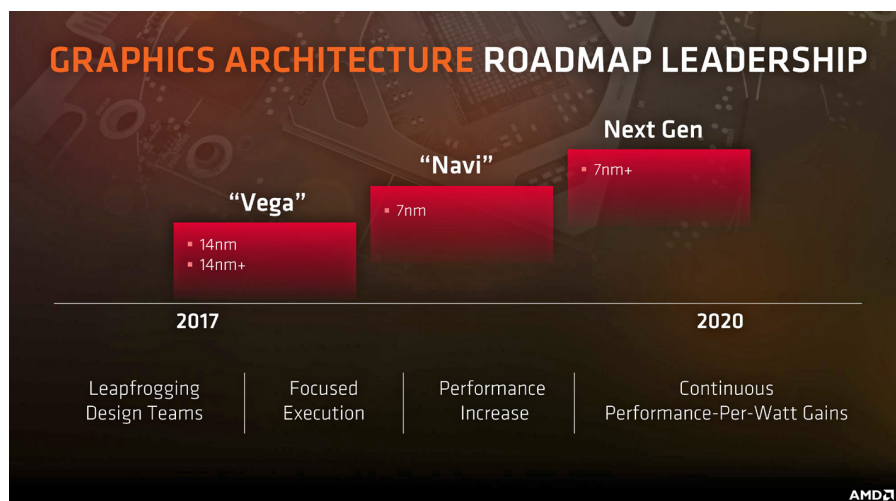 GRAPHICS ARCHITECTURE ROADMAP LEADERSHIP
“Vega”
▪ 14nm
▪ 14nm+
“Navi”
▪ 7nm
Next Gen
▪ 7nm+
2017
2020
Leapfrogging
Design Teams
Focused
Execution
Performance
Increase
Continuous
Performance-Per-Watt Gains
AMD